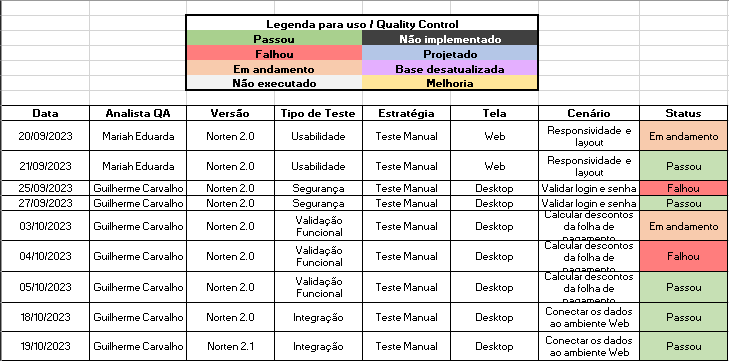 Legenda para uso / Quality Control
Passou Não implementado
Falhou Projetado
Em andamento Base desatualizada
Não executado Melhoria
Data Analista QA Versão Tipo de Teste Estratégia Tela Cenário Status
20/09/2023 Mariah Eduarda Norten 2.0 Usabilidade Teste Manual Web Responsividade e layout Em andamento
21/09/2023 Mariah Eduarda Norten 2.0 Usabilidade Teste Manual Web Responsividade e layout Passou
25/09/2023 Guilherme Carvalho Norten 2.0 Segurança Teste Manual Desktop Validar login e senha Falhou
27/09/2023 Guilherme Carvalho Norten 2.0 Segurança Teste Manual Desktop Validar login e senha Passou
03/10/2023 Guilherme Carvalho Norten 2.0 Validação Funcional Teste Manual Desktop Calcular descontos da folha de pagamento Em andamento
04/10/2023 Guilherme Carvalho Norten 2.0 Validação Funcional Teste Manual Desktop Calcular descontos da folha de pagamento Falhou
05/10/2023 Guilherme Carvalho Norten 2.0 Validação Funcional Teste Manual Desktop Calcular descontos da folha de pagamento Passou
18/10/2023 Guilherme Carvalho Norten 2.0 Integração Teste Manual Desktop Conectar os dados ao ambiente Web Passou
19/10/2023 Guilherme Carvalho Norten 2.1 Integração Teste Manual Desktop Conectar os dados ao ambiente Web Passou